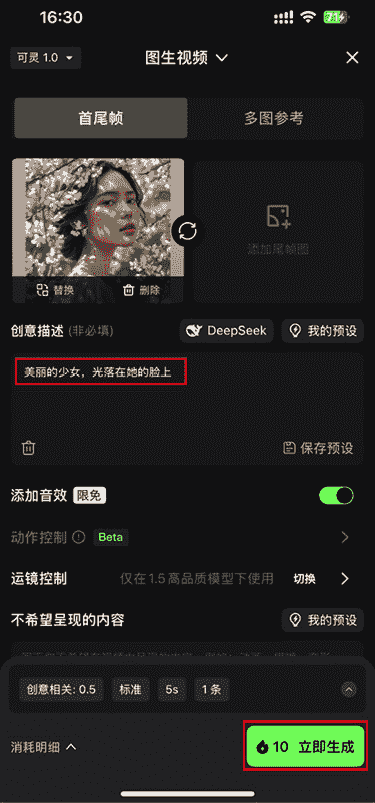 16:30
可灵 1.0
图生视频
首尾帧
多图参考
添加尾帧图
替换
删除
创意描述 (非必填)
DeepSeek
我的预设
美丽的少女，光落在她的脸上
保存预设
添加音效 限免
动作控制 Beta
运镜控制
仅在1.5高品质模型下使用
切换
不希望呈现的内容
我的预设
创意相关: 0.5
标准
5s
1 条
消耗明细
10 立即生成